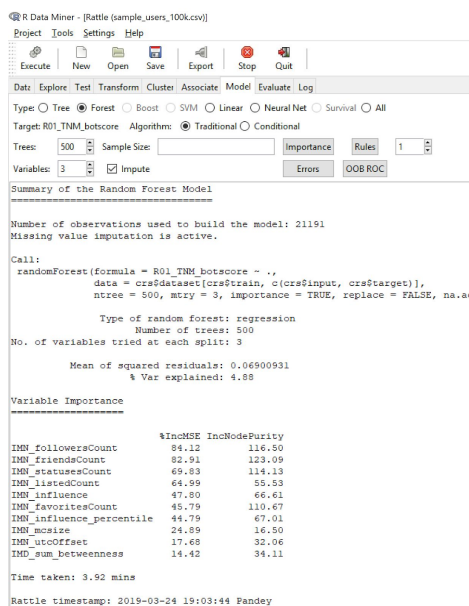 R Data Miner - [Rattle (sample_users_100k.csv)]
Project Tools Settings Help
Execute New Open Save Export Stop Quit
Data Explore Test Transform Cluster Associate Model Evaluate Log
Type: Tree Forest Boost SVM Linear Neural Net Survival All
Target: R01_TNM_botscore Algorithm: Traditional Conditional
Trees: 500 Sample Size: Importance Rules 1
Variables: 3 Impute Errors OOB ROC
Summary of the Random Forest Model
==================================
Number of observations used to build the model: 21191
Missing value imputation is active.
Call:
randomForest(formula = R01_TNM_botscore ~ .,
data = crs$dataset[crs$train, c(crs$input, crs$target)],
ntree = 500, mtry = 3, importance = TRUE, replace = FALSE, na.ac
Type of random forest: regression
Number of trees: 500
No. of variables tried at each split: 3
Mean of squared residuals: 0.06900931
% Var explained: 4.88
Variable Importance
===================
%IncMSE IncNodePurity
IMN_followersCount 84.12 116.50
IMN_friendsCount 82.91 123.09
IMN_statusesCount 69.83 114.13
IMN_listedCount 64.99 55.53
IMN_influence 47.80 66.61
IMN_favoritesCount 45.79 110.67
IMN_influence_percentile 44.79 67.01
IMN_mcsize 24.89 16.50
IMN_utcOffset 17.68 32.06
IMD_sum_betweenness 14.42 34.11
Time taken: 3.92 mins
Rattle timestamp: 2019-03-24 19:03:44 Pandey